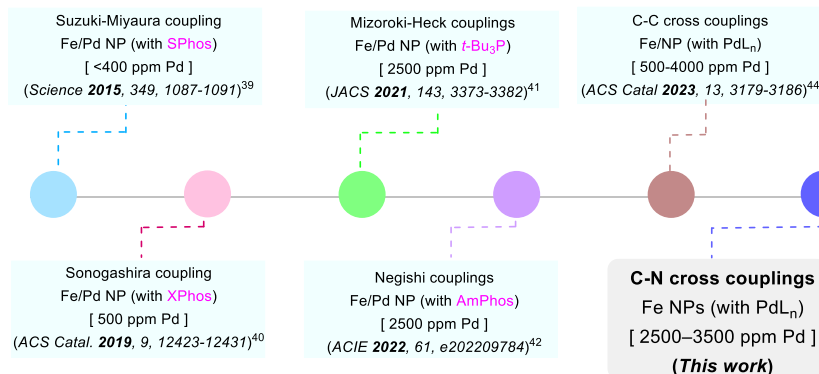 Suzuki-Miyaura coupling
Fe/Pd NP (with SPhos)
[ <400 ppm Pd ]
(Science 2015, 349, 1087-1091)39
Mizoroki-Heck couplings
Fe/Pd NP (with t-Bu3P)
[ 2500 ppm Pd ]
(JACS 2021, 143, 3373-3382)41
C-C cross couplings
Fe/NP (with PdLn)
[ 500-4000 ppm Pd ]
(ACS Catal 2023, 13, 3179-3186)44
Sonogashira coupling
Fe/Pd NP (with XPhos)
[ 500 ppm Pd ]
(ACS Catal. 2019, 9, 12423-12431)40
Negishi couplings
Fe/Pd NP (with AmPhos)
[ 2500 ppm Pd ]
(ACIE 2022, 61, e202209784)42
C-N cross couplings
Fe NPs (with PdLn)
[ 2500–3500 ppm Pd ]
(This work)